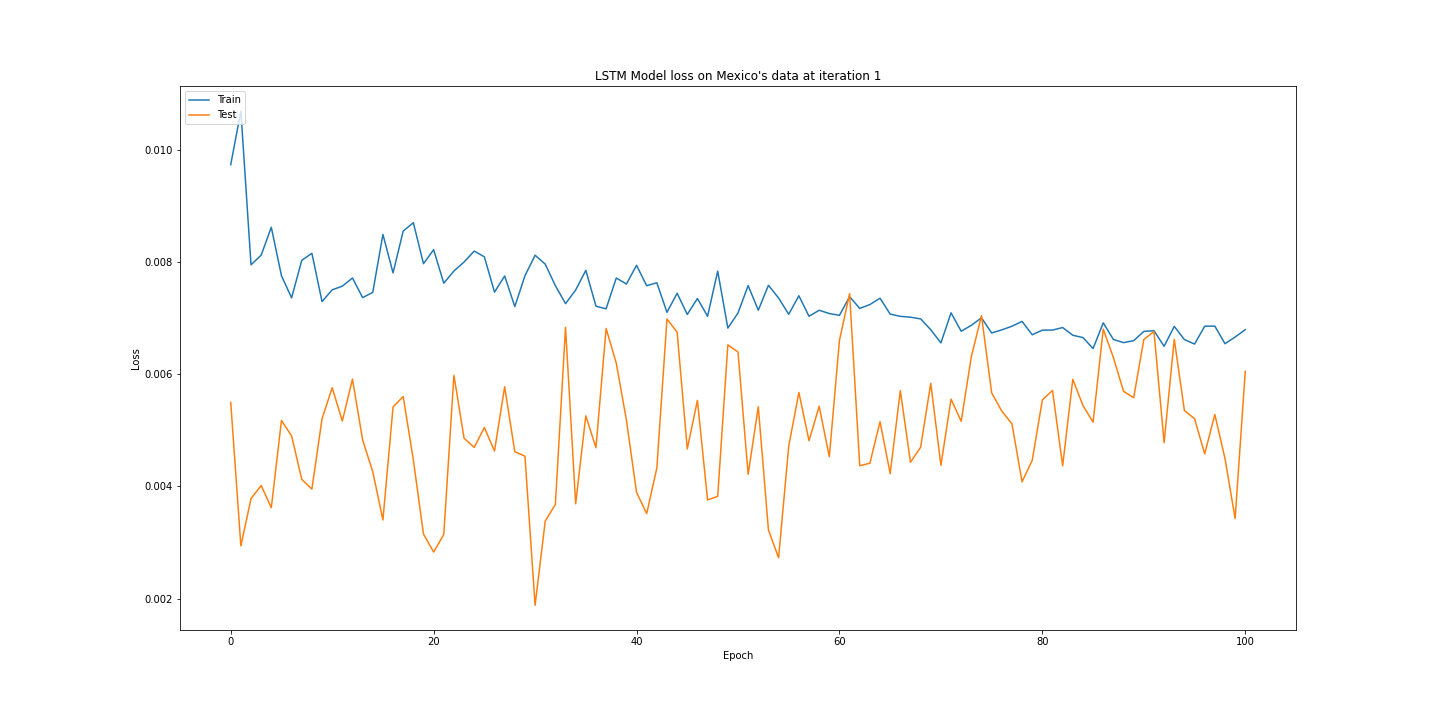 LSTM Model loss on Mexico's data at iteration 1
Train
Test
0.010
0.008
0.006
0.004
0.002
Loss
0 20 40 60 80 100
Epoch